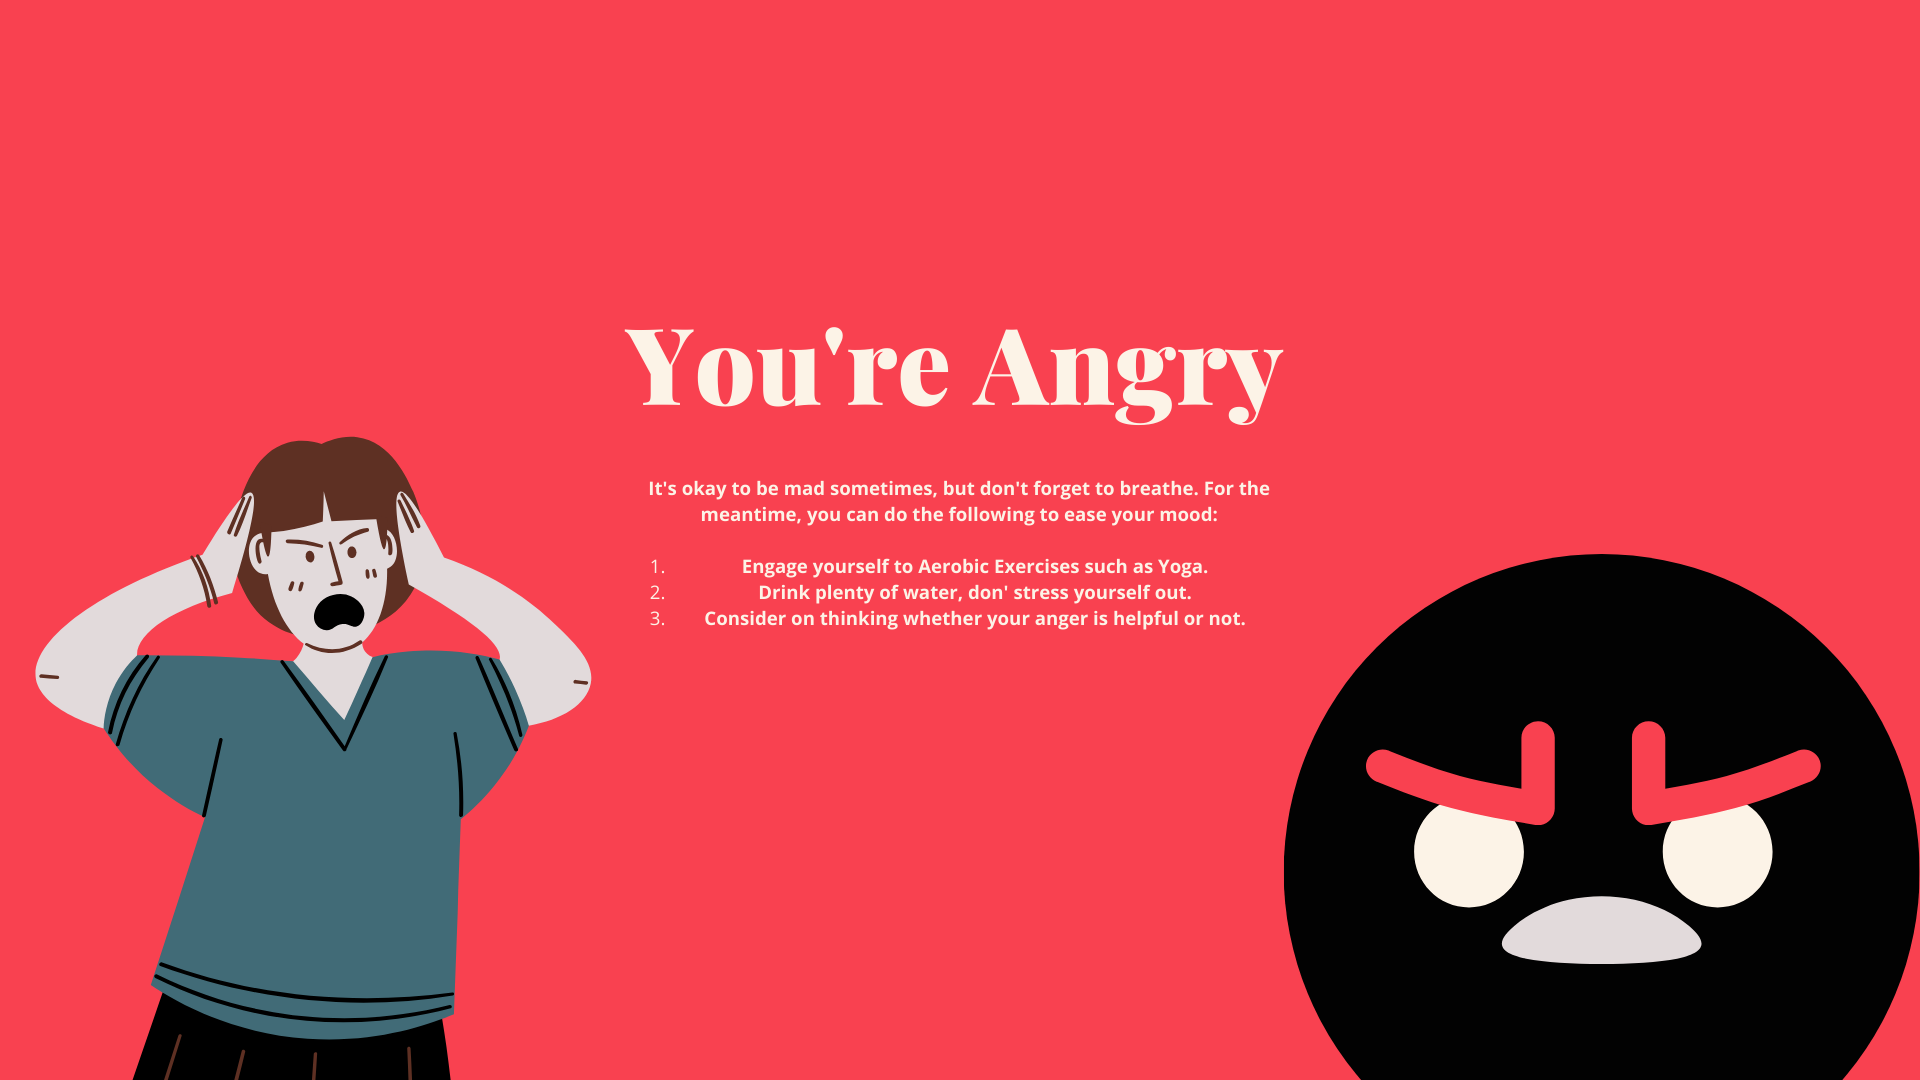 You're Angry
It's okay to be mad sometimes, but don't forget to breathe. For the
meantime, you can do the following to ease your mood:
1. Engage yourself to Aerobic Exercises such as Yoga.
2. Drink plenty of water, don' stress yourself out.
3. Consider on thinking whether your anger is helpful or not.